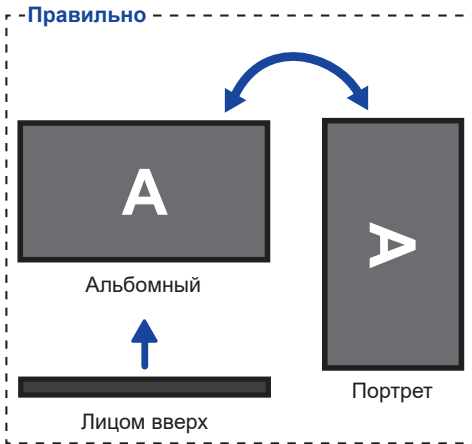 Правильно
A
Альбомный
A
Портрет
Лицом вверх